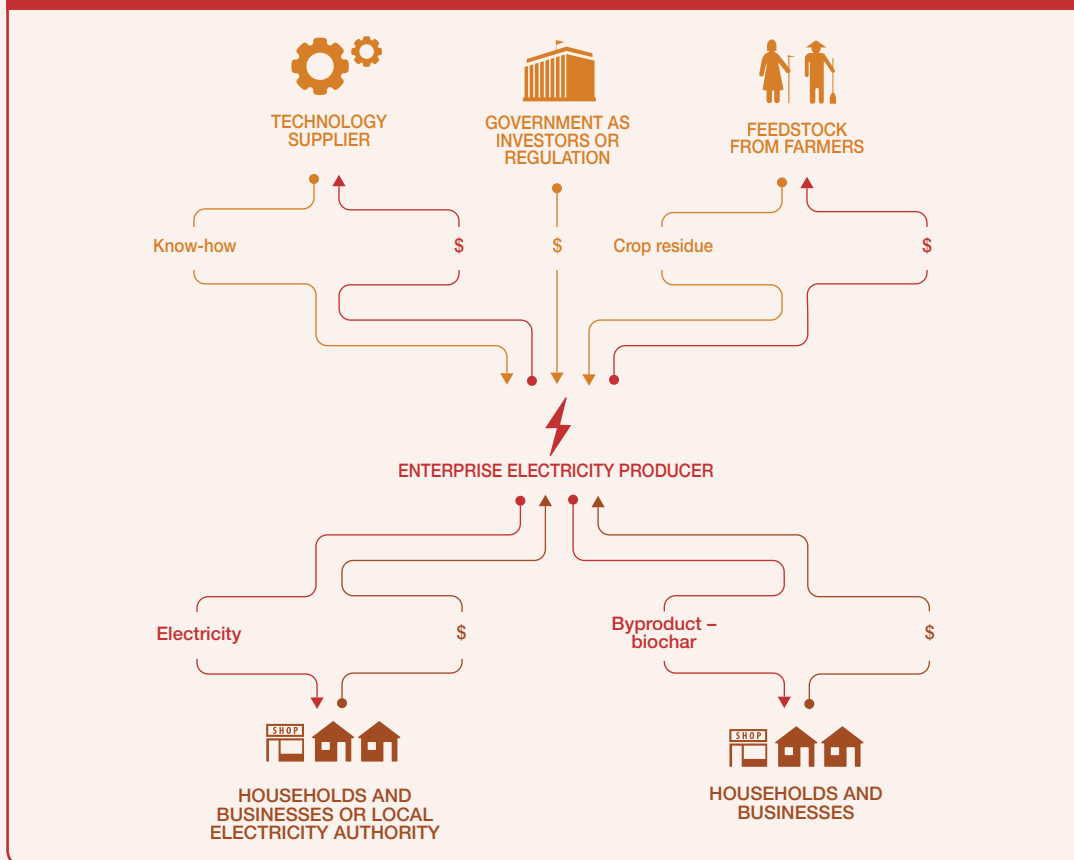 TECHNOLOGY
SUPPLIER
GOVERNMENT AS
INVESTORS OR
REGULATION
FEEDSTOCK
FROM FARMERS
Know-how
$
$
Crop residue
$
ENTERPRISE ELECTRICITY PRODUCER
Electricity
$
Byproduct –
biochar
$
SHOP
HOUSEHOLDS AND
BUSINESSES OR LOCAL
ELECTRICITY AUTHORITY
SHOP
HOUSEHOLDS AND
BUSINESSES